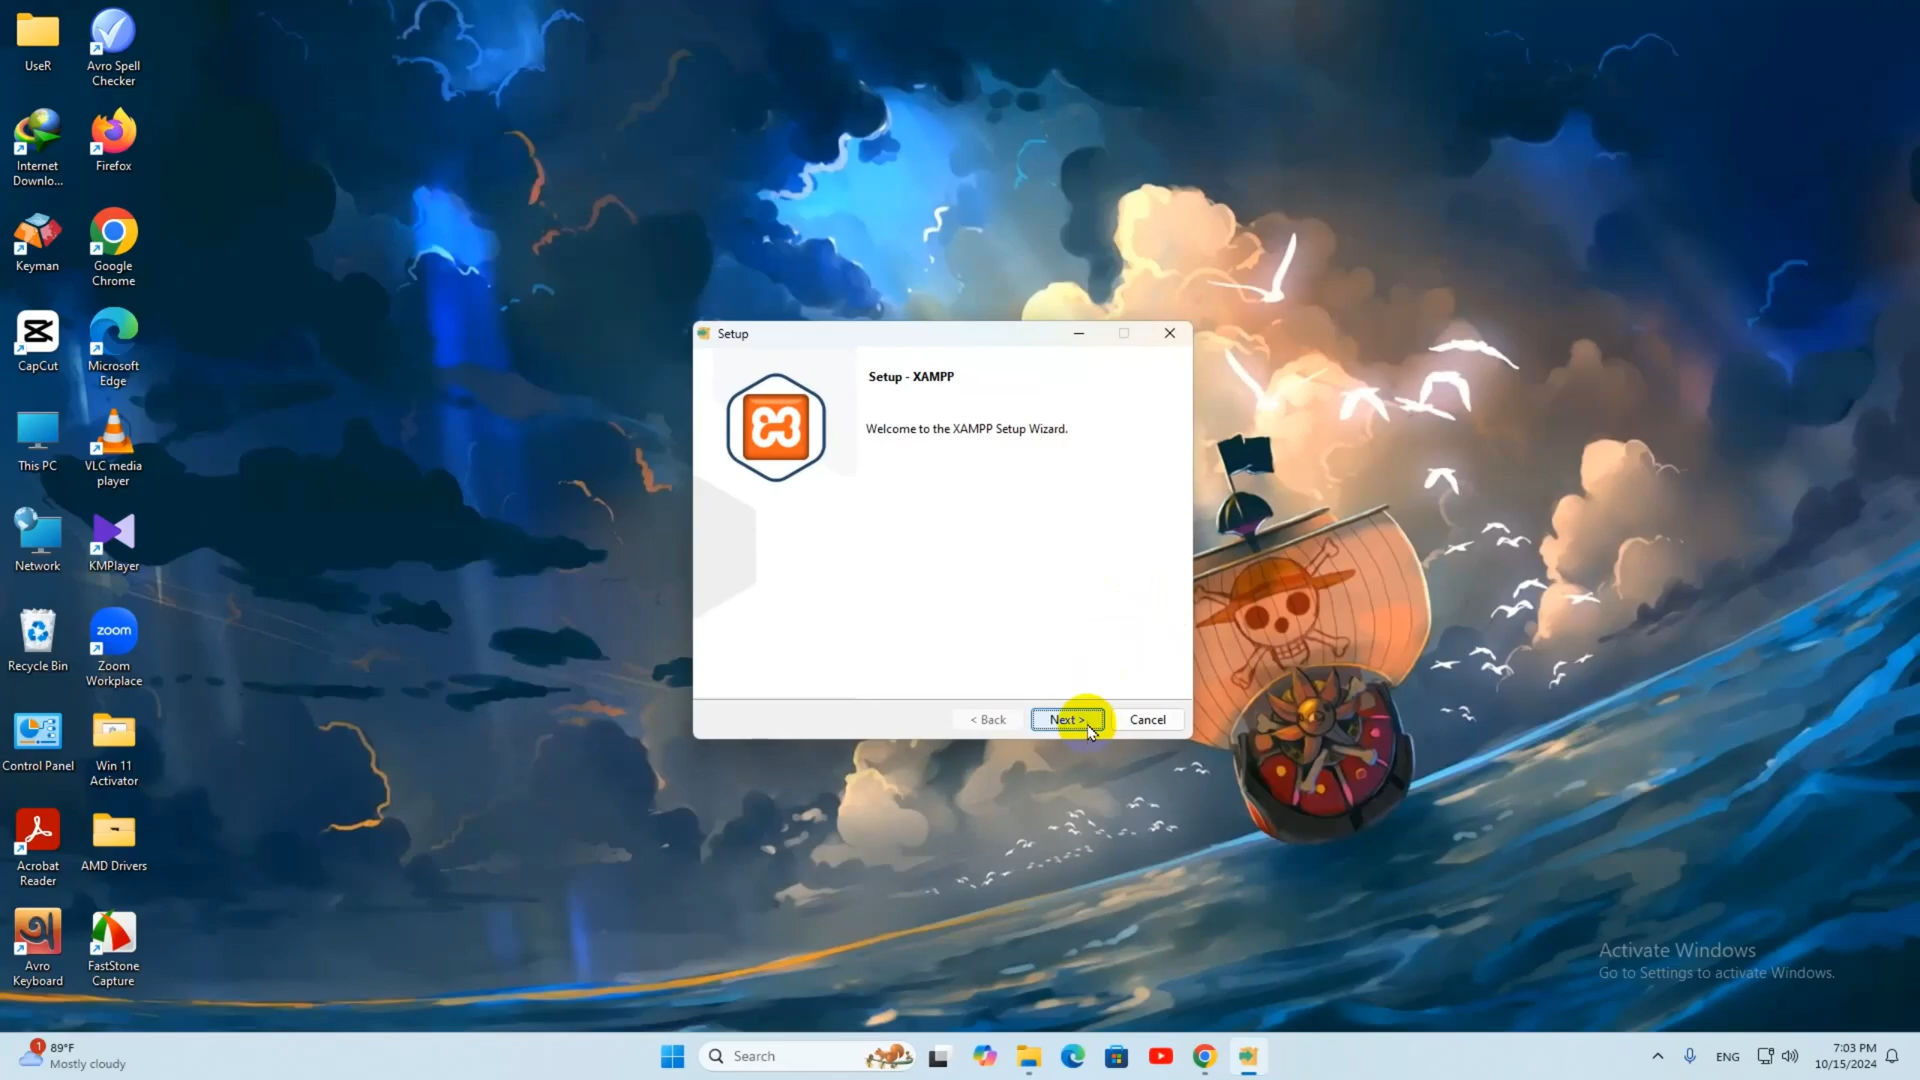 UseR
Avro Spell
Checker
Internet
Downlo...
Firefox
Keyman
Google
Chrome
CapCut
Microsoft
Edge
This PC
VLC media
player
Network
KMPlayer
Recycle Bin
zoom
Zoom
Workplace
Control Panel
Win 11
Activator
Acrobat
Reader
AMD Drivers
Avro
Keyboard
FastStone
Capture
Setup
Setup - XAMPP
Welcome to the XAMPP Setup Wizard.
< Back
Next >
Cancel
Activate Windows
Go to Settings to activate Windows.
1
89°F
Mostly cloudy
Search
ENG
7:03 PM
10/15/2024